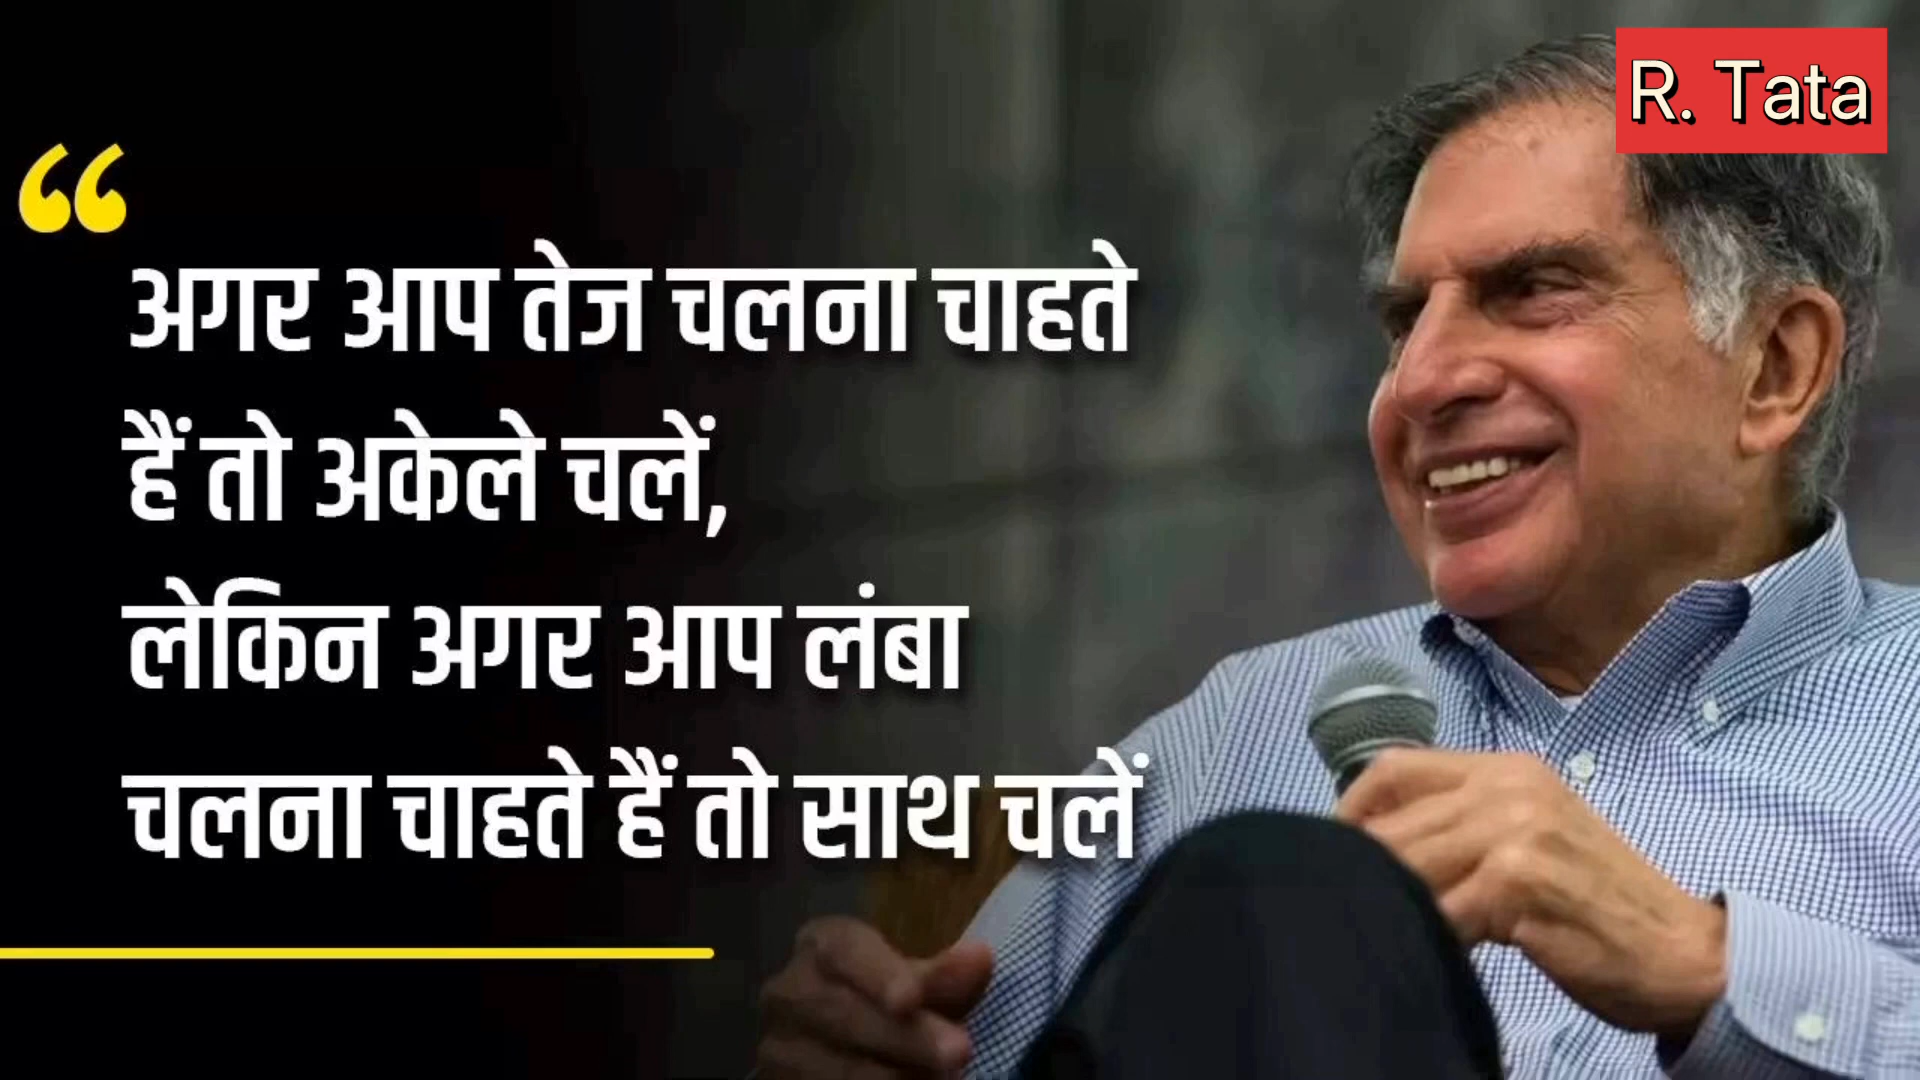 R. Tata
“
अगर आप तेज चलना चाहते
हैं तो अकेले चलें,
लेकिन अगर आप लंबा
चलना चाहते हैं तो साथ चलें